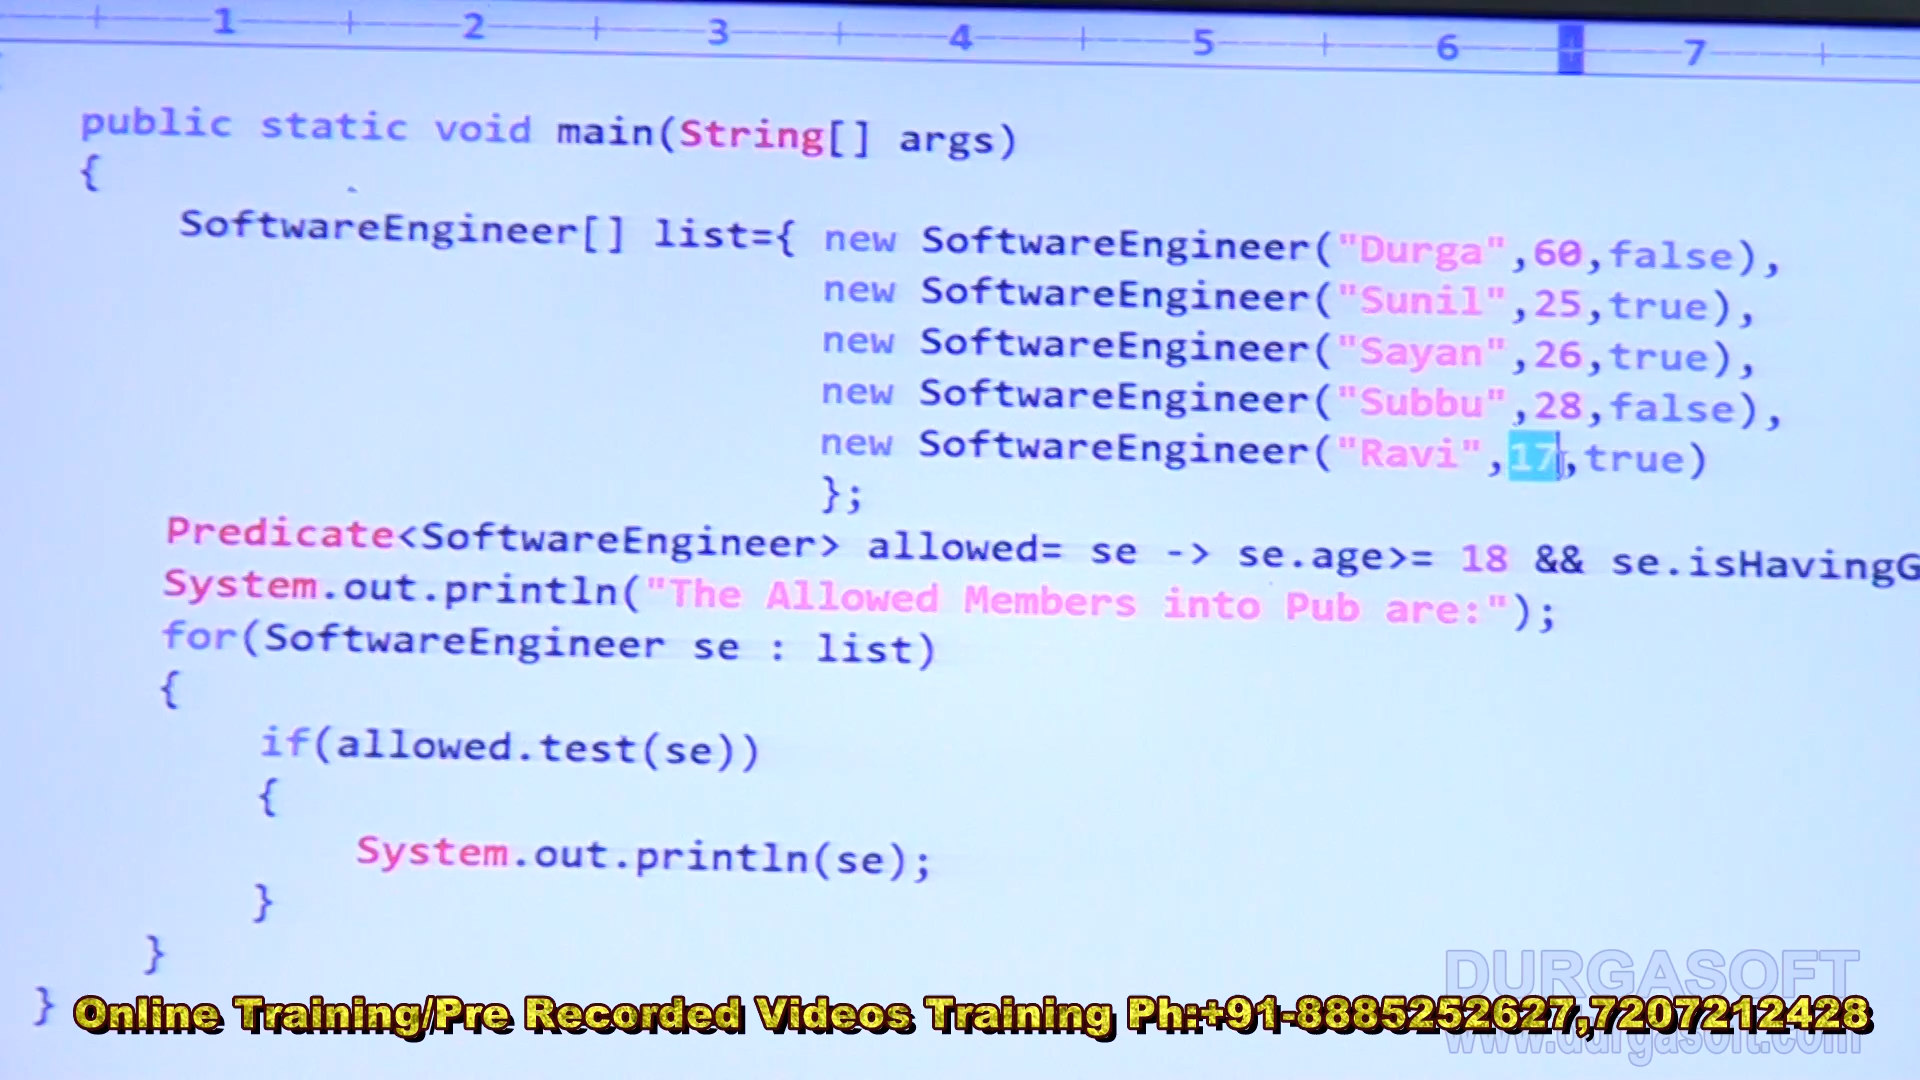 1 2 3 4 5 6 7
public static void main(String[] args)
{
SoftwareEngineer[] list={ new SoftwareEngineer("Durga",60,false),
new SoftwareEngineer("Sunil",25,true),
new SoftwareEngineer("Sayan",26,true),
new SoftwareEngineer("Subbu",28,false),
new SoftwareEngineer("Ravi",17,true)
};
Predicate<SoftwareEngineer> allowed= se -> se.age>= 18 && se.isHavingG
System.out.println("The Allowed Members into Pub are:");
for(SoftwareEngineer se : list)
{
if(allowed.test(se))
{
System.out.println(se);
}
}
}
DURGASOFT
Online Training/Pre Recorded Videos Training Ph:+91-8885252627,7207212428
www.durgasoft.com